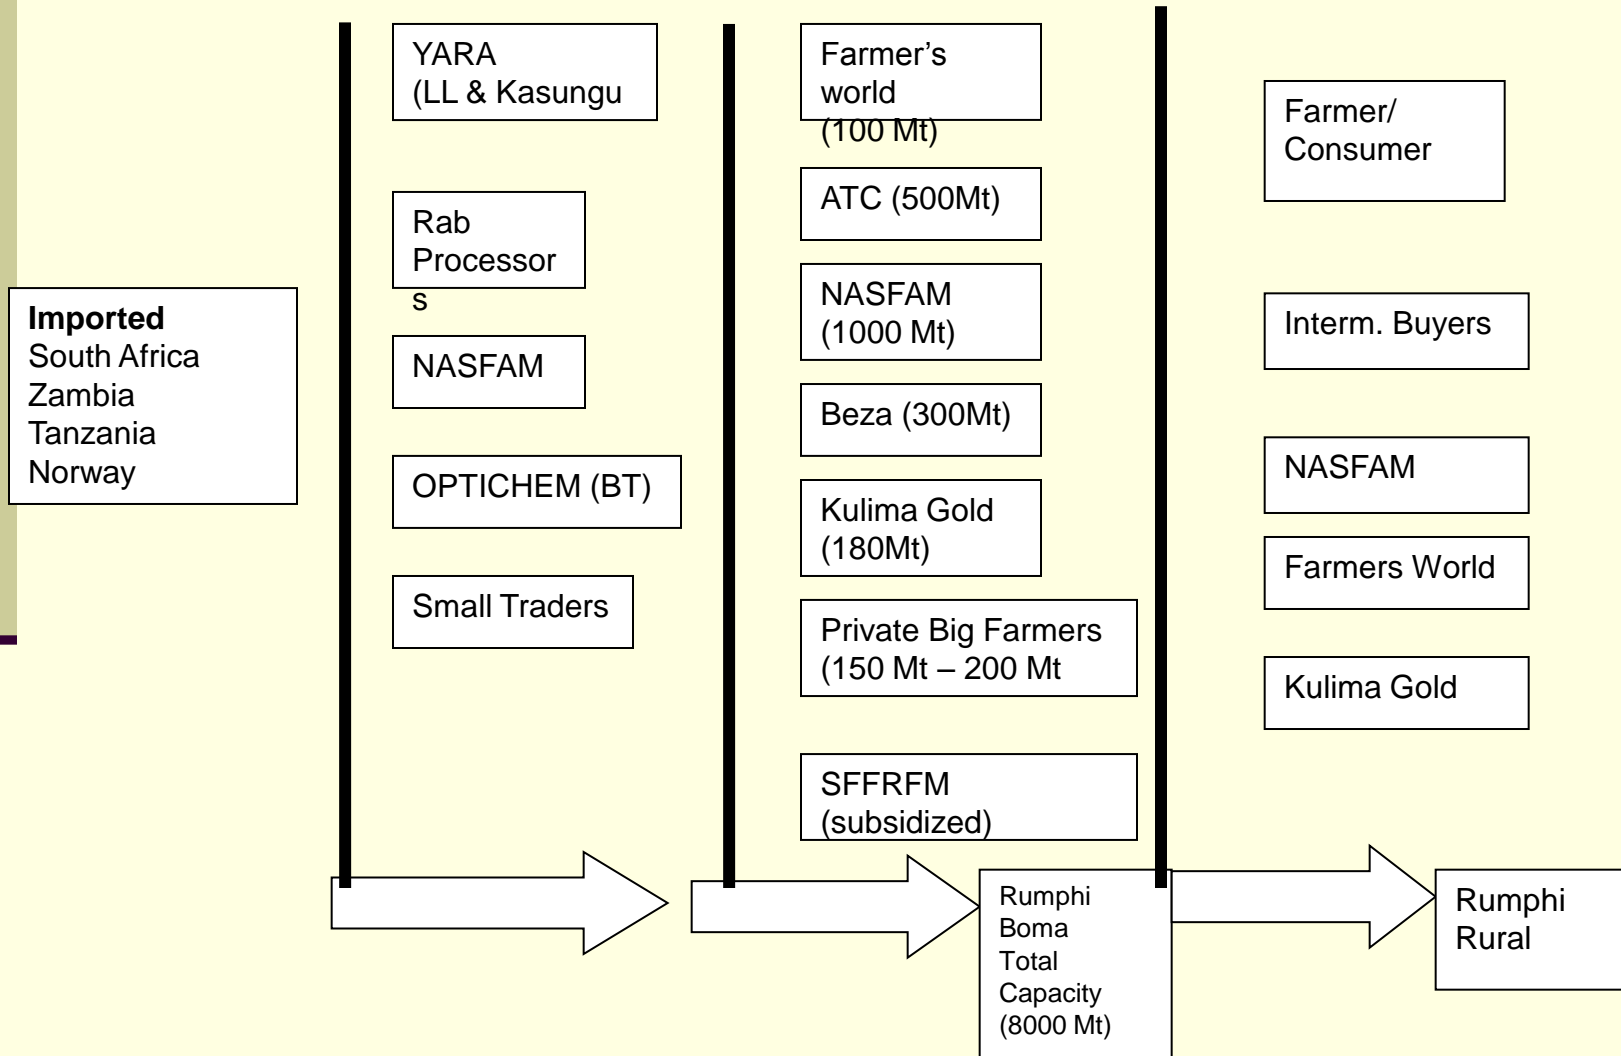 Imported
South Africa
Zambia
Tanzania
Norway
YARA
(LL & Kasungu
Rab
Processor
s
NASFAM
OPTICHEM (BT)
Small Traders
Farmer’s
world
(100 Mt)
ATC (500Mt)
NASFAM
(1000 Mt)
Beza (300Mt)
Kulima Gold
(180Mt)
Private Big Farmers
(150 Mt – 200 Mt
SFFRFM
(subsidized)
Rumphi
Boma
Total
Capacity
(8000 Mt)
Farmer/
Consumer
Interm. Buyers
NASFAM
Farmers World
Kulima Gold
Rumphi
Rural